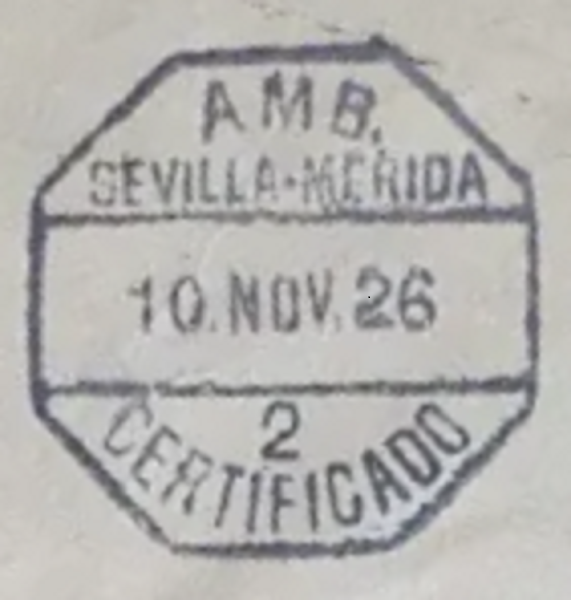 AMB.
SEVILLA-MERIDA
10.NOV.26
2
CERTIFICADO